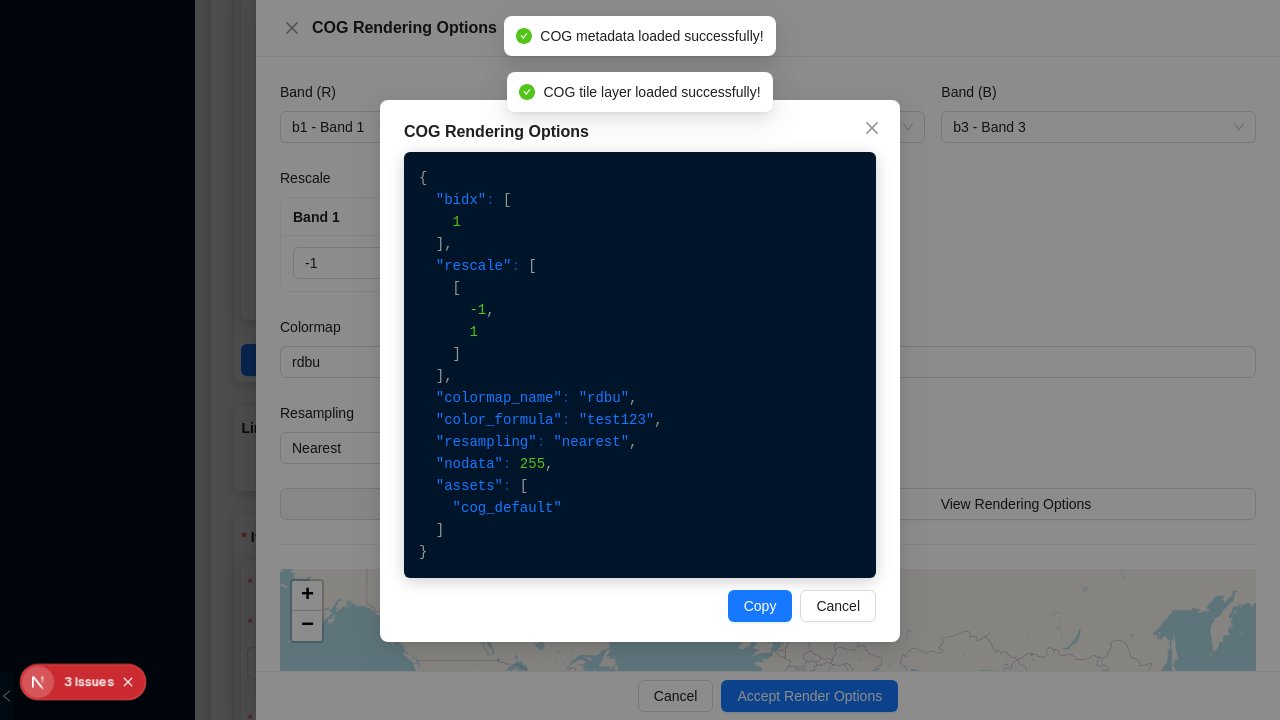 COG Rendering Options
COG metadata loaded successfully!
COG tile layer loaded successfully!
Band (R)
Band (B)
b1 - Band 1
b3 - Band 3
Rescale
Band 1
-1
Colormap
rdbu
Resampling
Nearest
View Rendering Options
COG Rendering Options
{
"bidx": [
1
],
"rescale": [
[
-1,
1
]
],
"colormap_name": "rdbu",
"color_formula": "test123",
"resampling": "nearest",
"nodata": 255,
"assets": [
"cog_default"
]
}
Copy
Cancel
+
−
3 Issues
Cancel
Accept Render Options